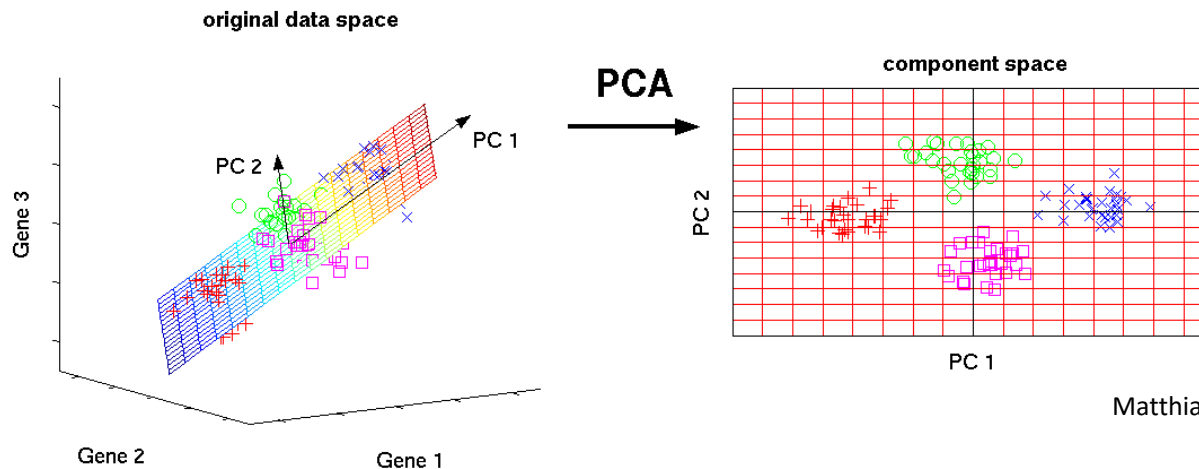 original data space
PC 1
PC 2
Gene 3
Gene 2
Gene 1
PCA
component space
PC 2
PC 1
Matthia